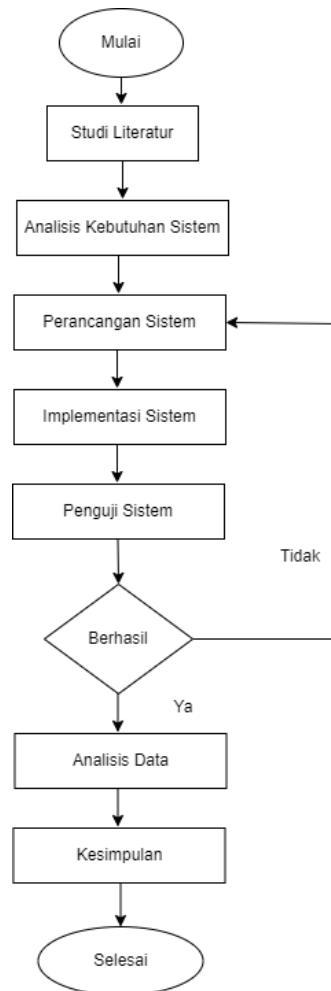 Mulai
Studi Literatur
Analisis Kebutuhan Sistem
Perancangan Sistem
Implementasi Sistem
Penguji Sistem
Tidak
Berhasil
Ya
Analisis Data
Kesimpulan
Selesai